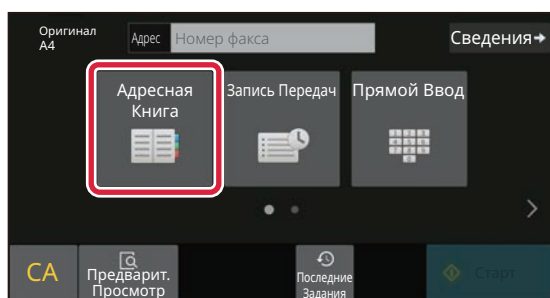 Оригинал
A4
Адрес Номер факса
Сведения
Адресная
Книга
Запись Передач
Прямой Ввод
CA
Предварит.
Просмотр
Последние
Задания
Старт